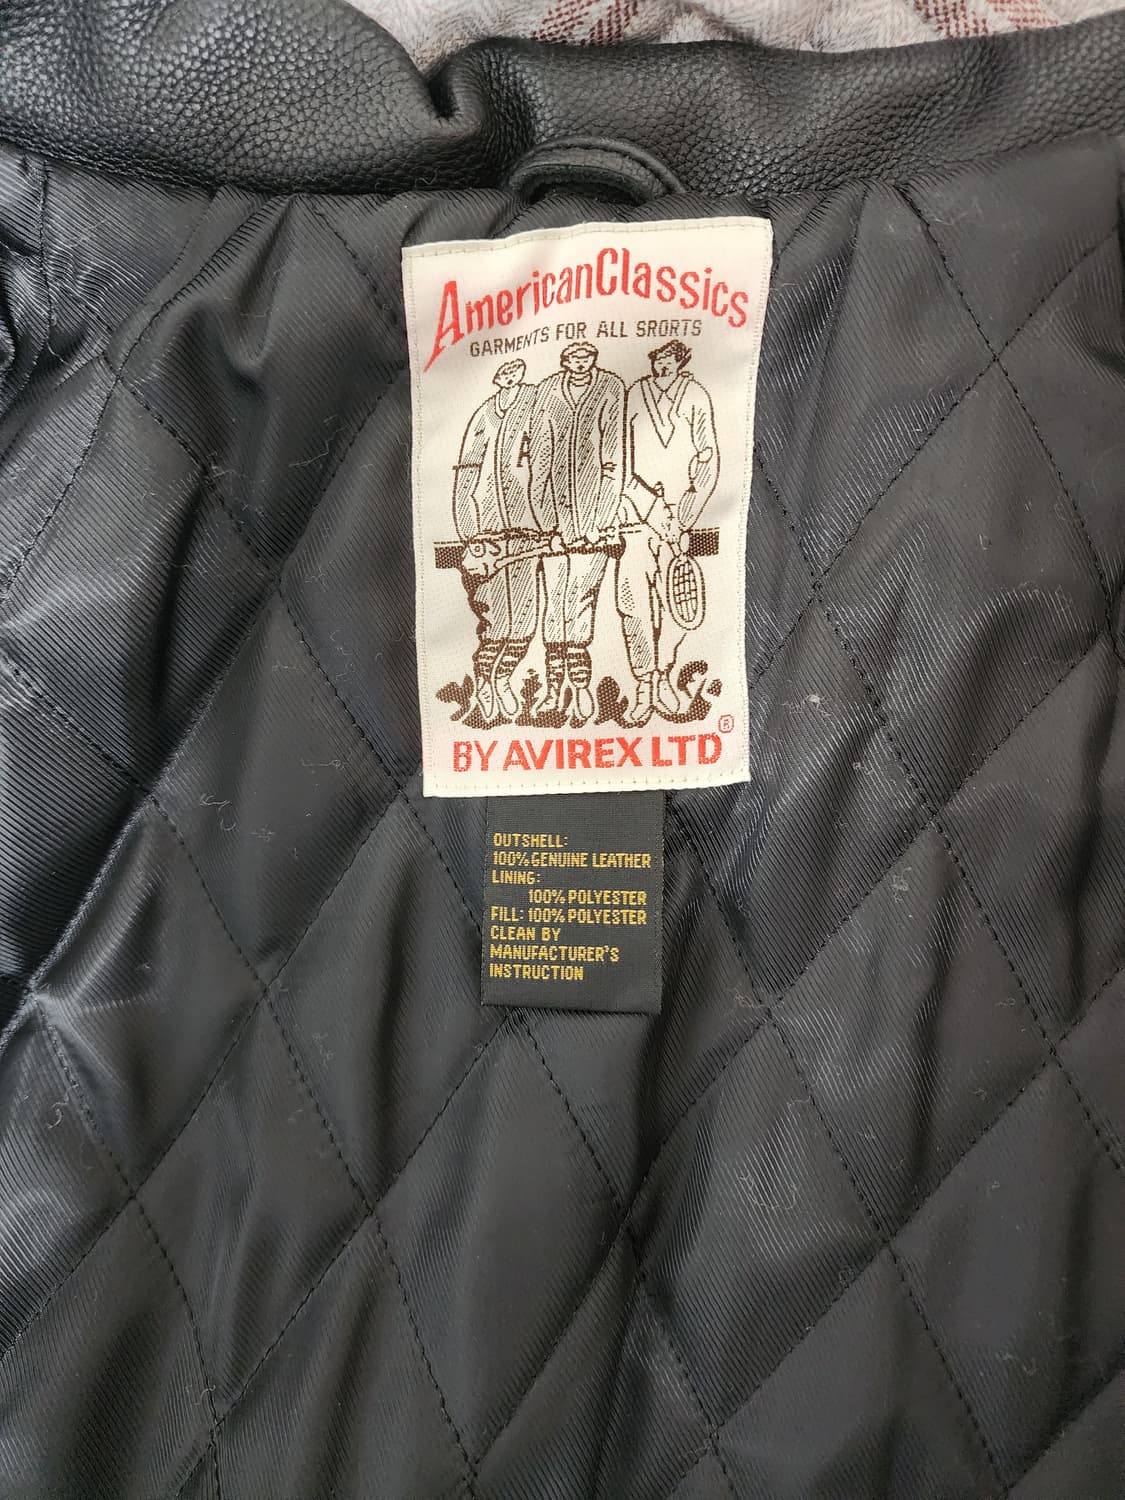 AmericanClassics
GARMENTS FOR ALL SRORTS
A
BY AVIREX LTD®
OUTSHELL:
100% GENUINE LEATHER
LINING:
100% POLYESTER
FILL: 100% POLYESTER
CLEAN BY
MANUFACTURER'S
INSTRUCTION